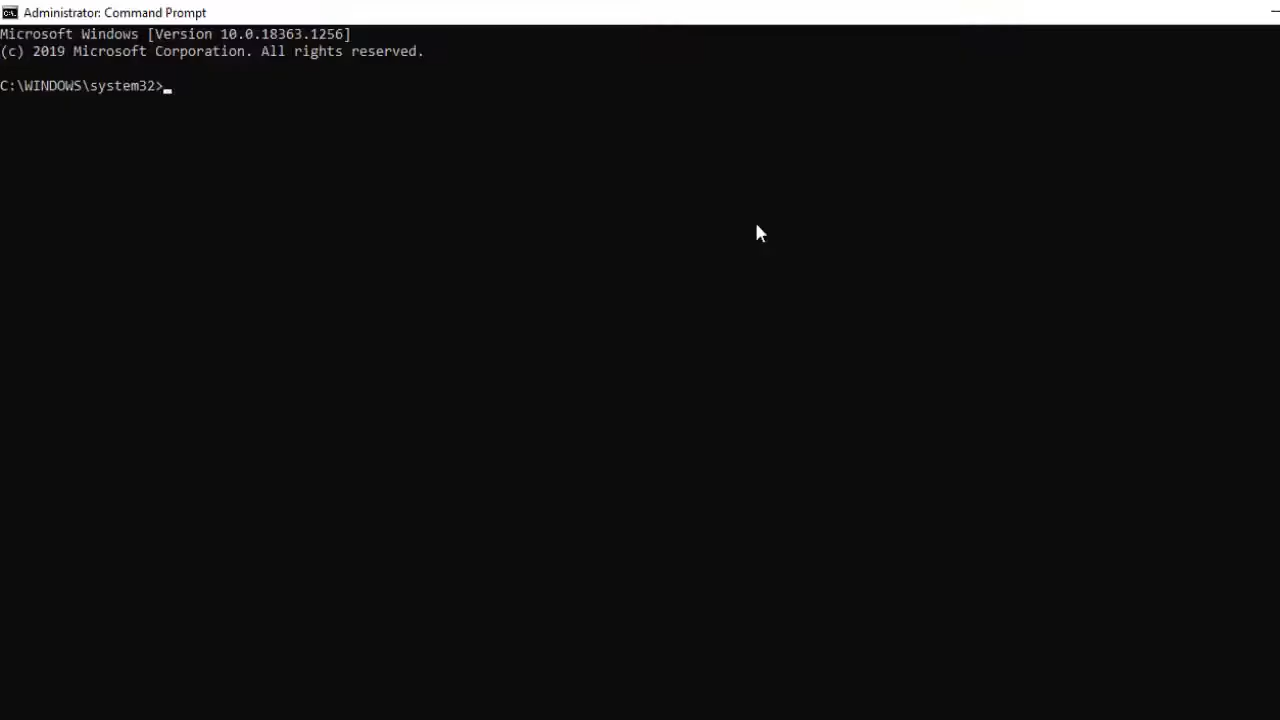 Administrator: Command Prompt
Microsoft Windows [Version 10.0.18363.1256]
(c) 2019 Microsoft Corporation. All rights reserved.
C:\WINDOWS\system32>